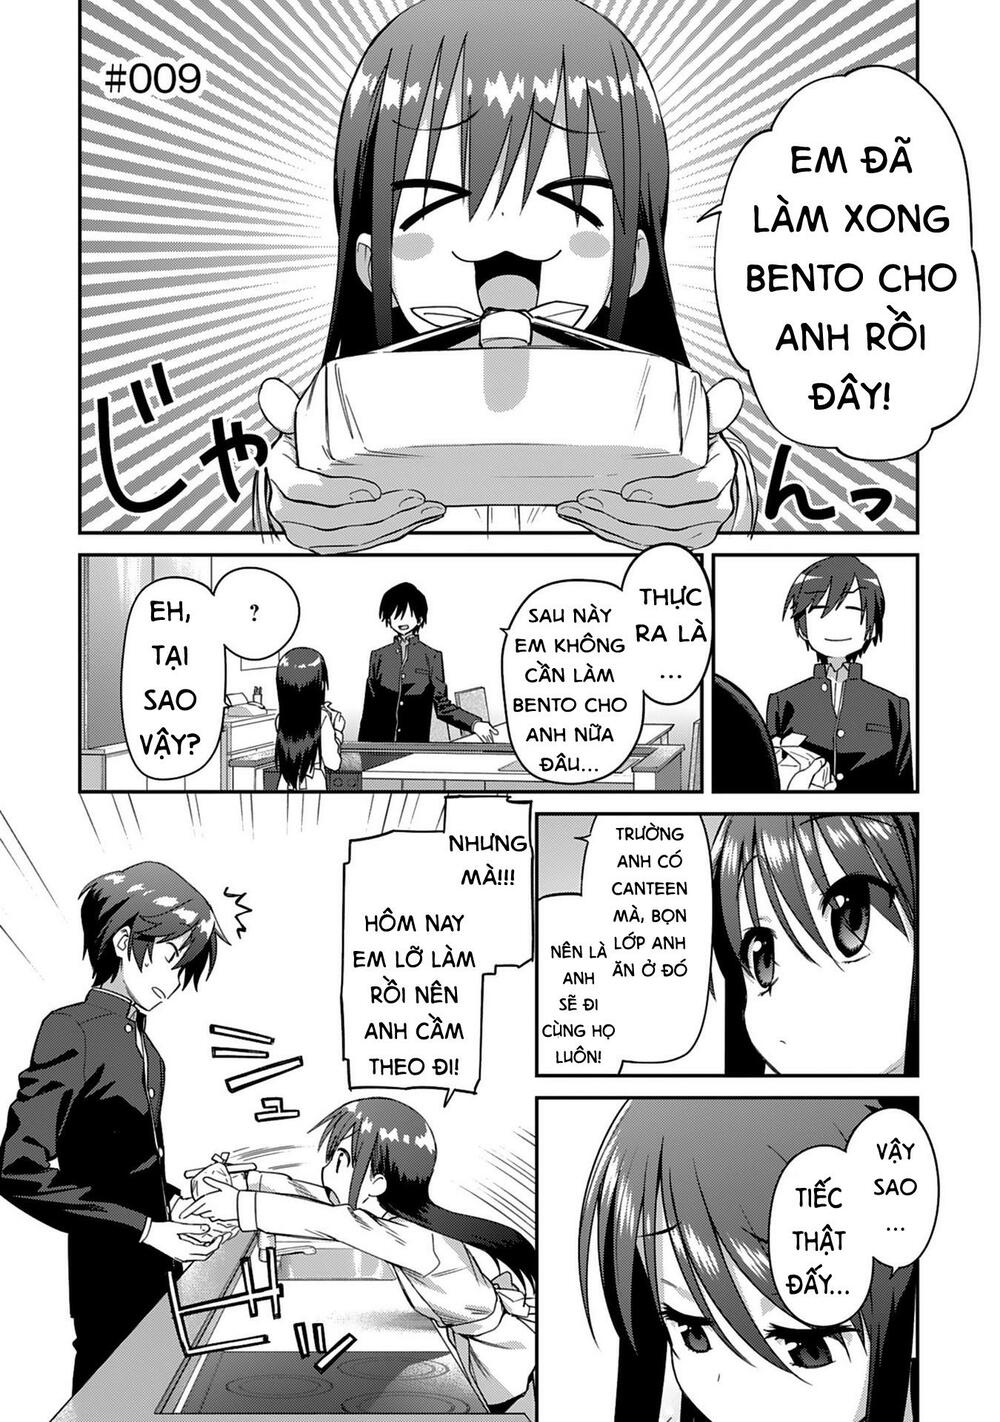 #009
EM ĐÃ
LÀM XONG
BENTO CHO
ANH RỒI
ĐÂY!
じゃんっ
THỰC
RA LÀ
...
SAU NÀY
EM KHÔNG
CẦN LÀM
BENTO CHO
ANH NỮA
ĐÂU...
?
EH,
TẠI
SAO
VẬY?
TRƯỜNG
ANH CÓ
CANTEEN
MÀ, BỌN
LỚP ANH
ĂN Ở ĐÓ
NÊN LÀ
ANH
SẼ ĐI
CÙNG HỌ
LUÔN!
VẬY
SAO
...
TIẾC
THẬT
ĐẤY...
NHƯNG
MÀ!!!
HÔM NAY
EM LỠ LÀM
RỒI NÊN
ANH CẦM
THEO ĐI!